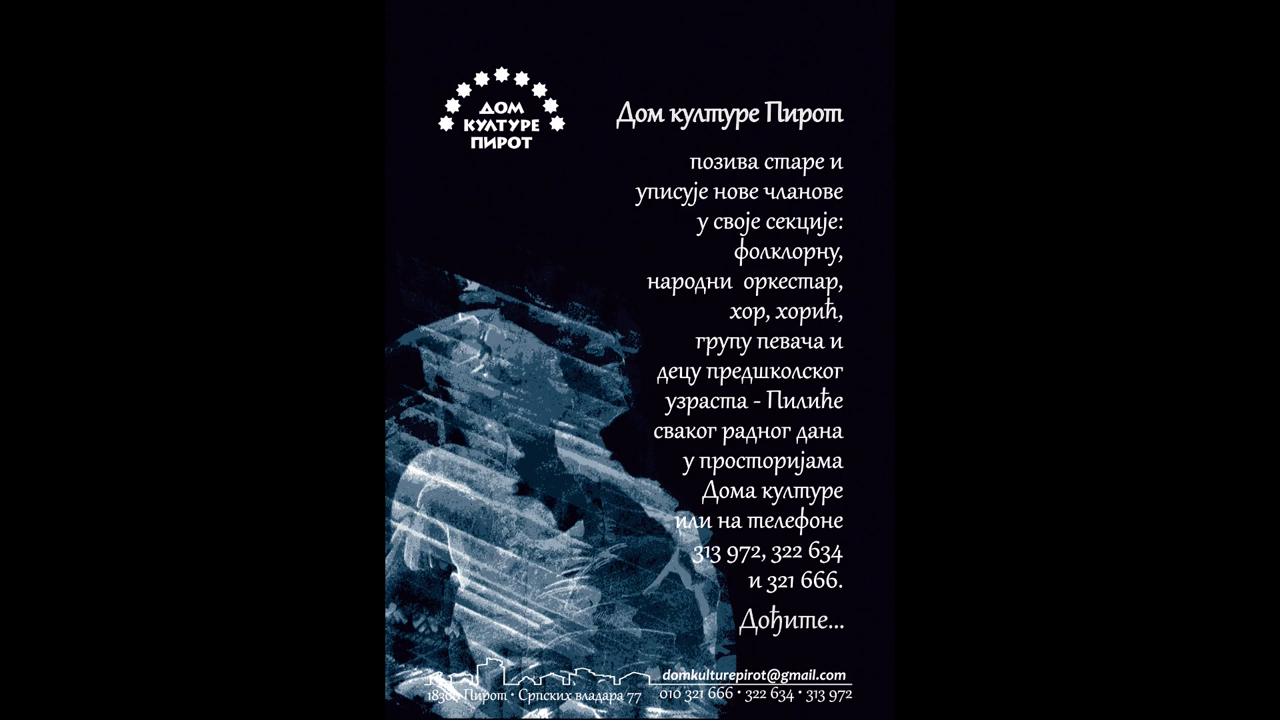 ДОМ
КУЛТУРЕ
ПИРОТ
Дом културе Пирот
позива старе и
уписује нове чланове
у своје секције:
фолклорну,
народни оркестар,
хор, хорић,
групу певача и
децу предшколског
узраста - Пилиће
сваког радног дана
у просторијама
Дома културе
или на телефоне
313 972, 322 634
и 321 666.
Дођите...
domkulturepirot@gmail.com
18300 Пирот • Српских владара 77
010 321 666 • 322 634 • 313 972